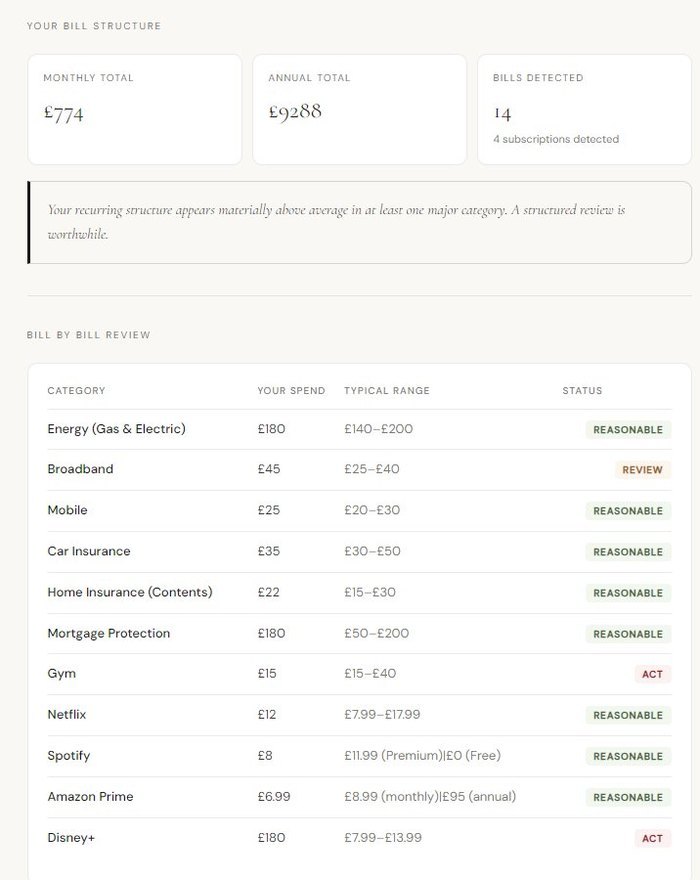 YOUR BILL STRUCTURE
MONTHLY TOTAL
£774
ANNUAL TOTAL
£9288
BILLS DETECTED
14
4 subscriptions detected
Your recurring structure appears materially above average in at least one major category. A structured review is
worthwhile.
BILL BY BILL REVIEW
CATEGORY YOUR SPEND TYPICAL RANGE STATUS
Energy (Gas & Electric) £180 £140–£200 REASONABLE
Broadband £45 £25–£40 REVIEW
Mobile £25 £20–£30 REASONABLE
Car Insurance £35 £30–£50 REASONABLE
Home Insurance (Contents) £22 £15–£30 REASONABLE
Mortgage Protection £180 £50–£200 REASONABLE
Gym £15 £15–£40 ACT
Netflix £12 £7.99–£17.99 REASONABLE
Spotify £8 £11.99 (Premium)|£0 (Free) REASONABLE
Amazon Prime £6.99 £8.99 (monthly)|£95 (annual) REASONABLE
Disney+ £180 £7.99–£13.99 ACT